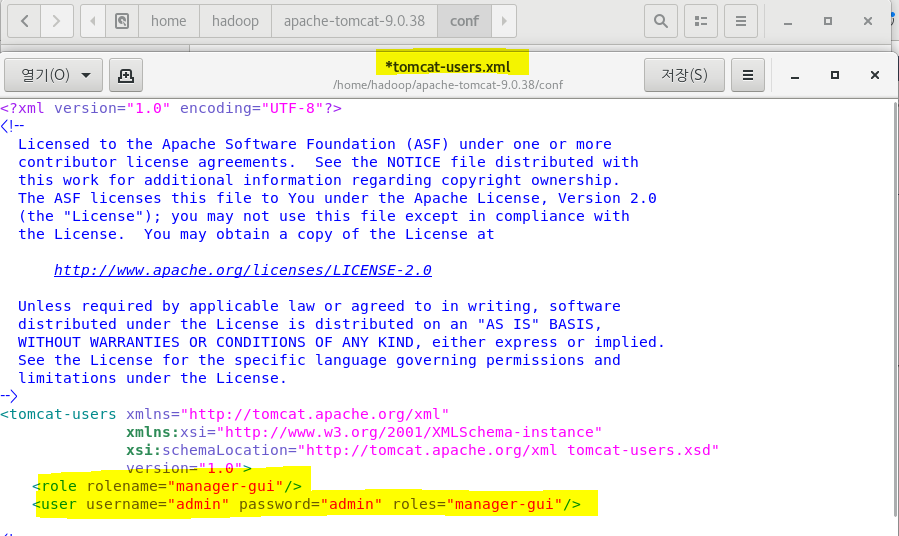 home hadoop apache-tomcat-9.0.38 conf
열기(O) *tomcat-users.xml 저장(S)
/home/hadoop/apache-tomcat-9.0.38/conf
<?xml version="1.0" encoding="UTF-8"?>
<!--
Licensed to the Apache Software Foundation (ASF) under one or more
contributor license agreements.  See the NOTICE file distributed with
this work for additional information regarding copyright ownership.
The ASF licenses this file to You under the Apache License, Version 2.0
(the "License"); you may not use this file except in compliance with
the License.  You may obtain a copy of the License at
http://www.apache.org/licenses/LICENSE-2.0
Unless required by applicable law or agreed to in writing, software
distributed under the License is distributed on an "AS IS" BASIS,
WITHOUT WARRANTIES OR CONDITIONS OF ANY KIND, either express or implied.
See the License for the specific language governing permissions and
limitations under the License.
-->
<tomcat-users xmlns="http://tomcat.apache.org/xml"
xmlns:xsi="http://www.w3.org/2001/XMLSchema-instance"
xsi:schemaLocation="http://tomcat.apache.org/xml tomcat-users.xsd"
version="1.0">
<role rolename="manager-gui"/>
<user username="admin" password="admin" roles="manager-gui"/>